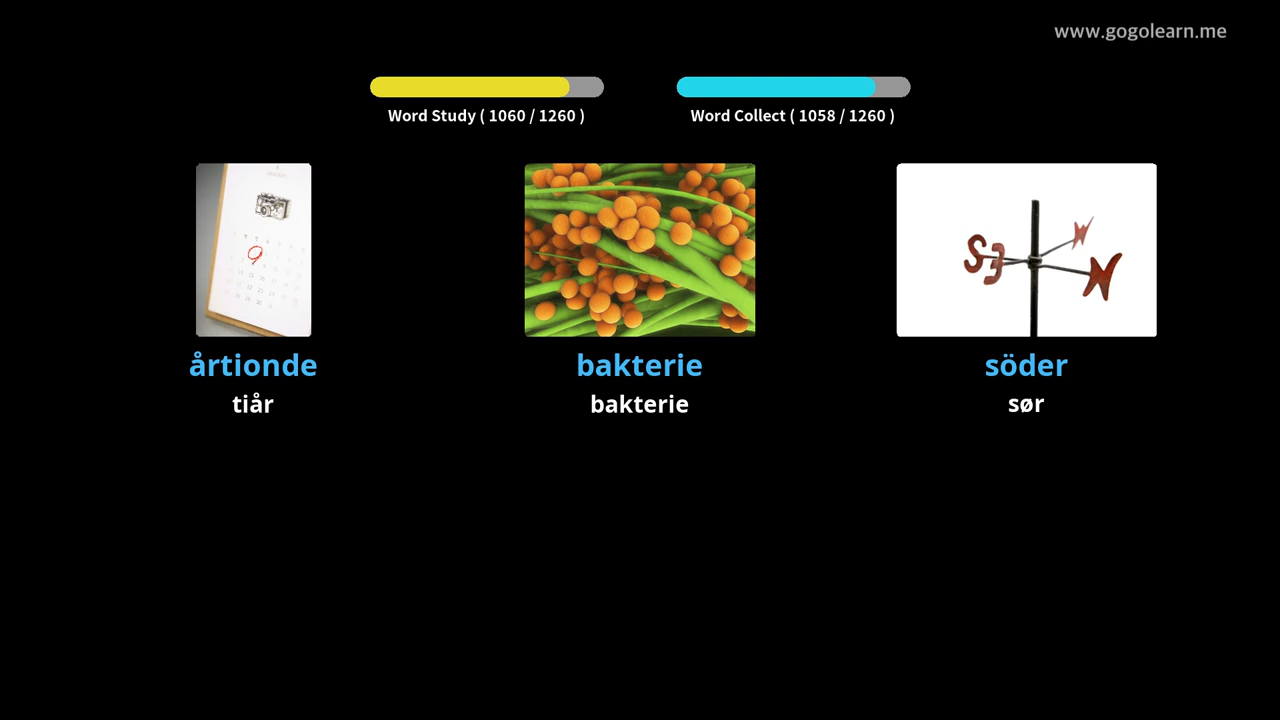 www.gogolearn.me
Word Study ( 1060 / 1260 )
Word Collect ( 1058 / 1260 )
S
E
N
W
årtionde
bakterie
söder
tiår
bakterie
sør